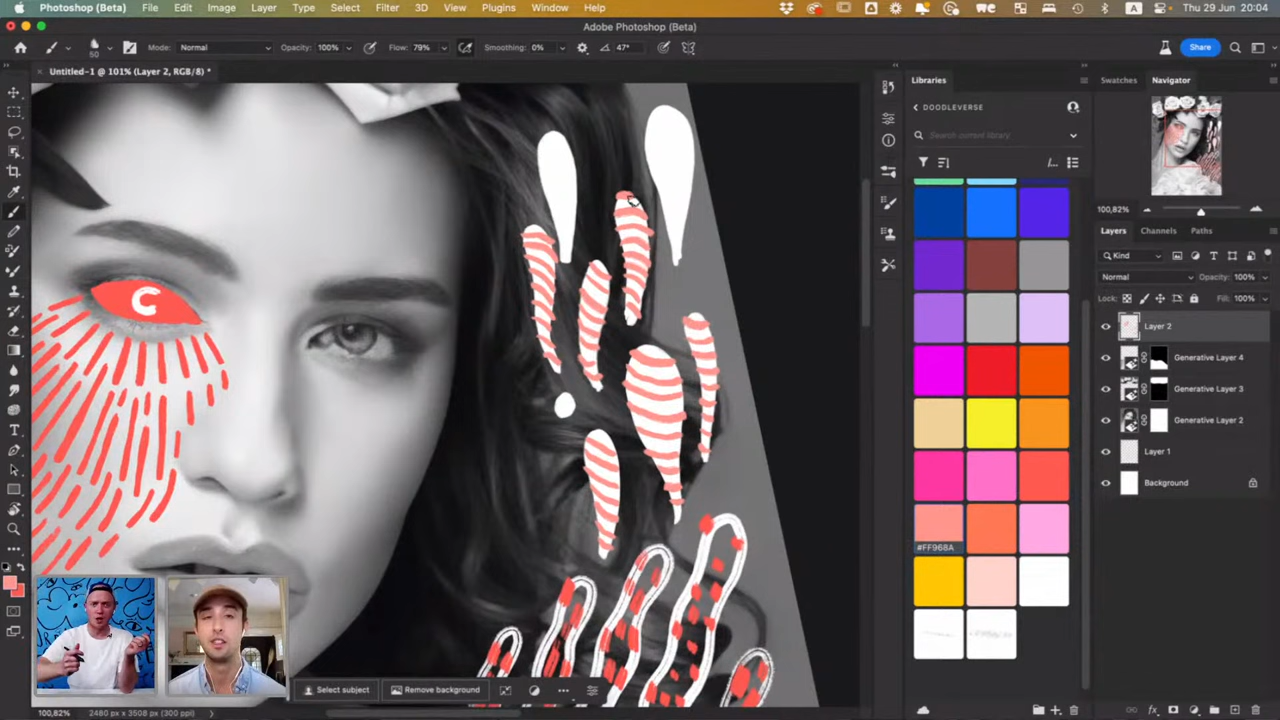 Photoshop (Beta) File Edit Image Layer Type Select Filter 3D View Plugins Window Help Thu 29 Jun 20:04
Adobe Photoshop (Beta)
50 Mode: Normal Opacity: 100% Flow: 79% Smoothing: 0% 47° Share
Untitled-1 @ 101% (Layer 2, RGB/8) *
Libraries
DOODLEVERSE
Search current library
#FF968A
Swatches Navigator
100,82%
Layers Channels Paths
Kind
Normal Opacity: 100%
Lock: Fill: 100%
Layer 2
Generative Layer 4
Generative Layer 3
Generative Layer 2
Layer 1
Background
Select subject Remove background
100,82% 2480 px x 3508 px (300 ppi)